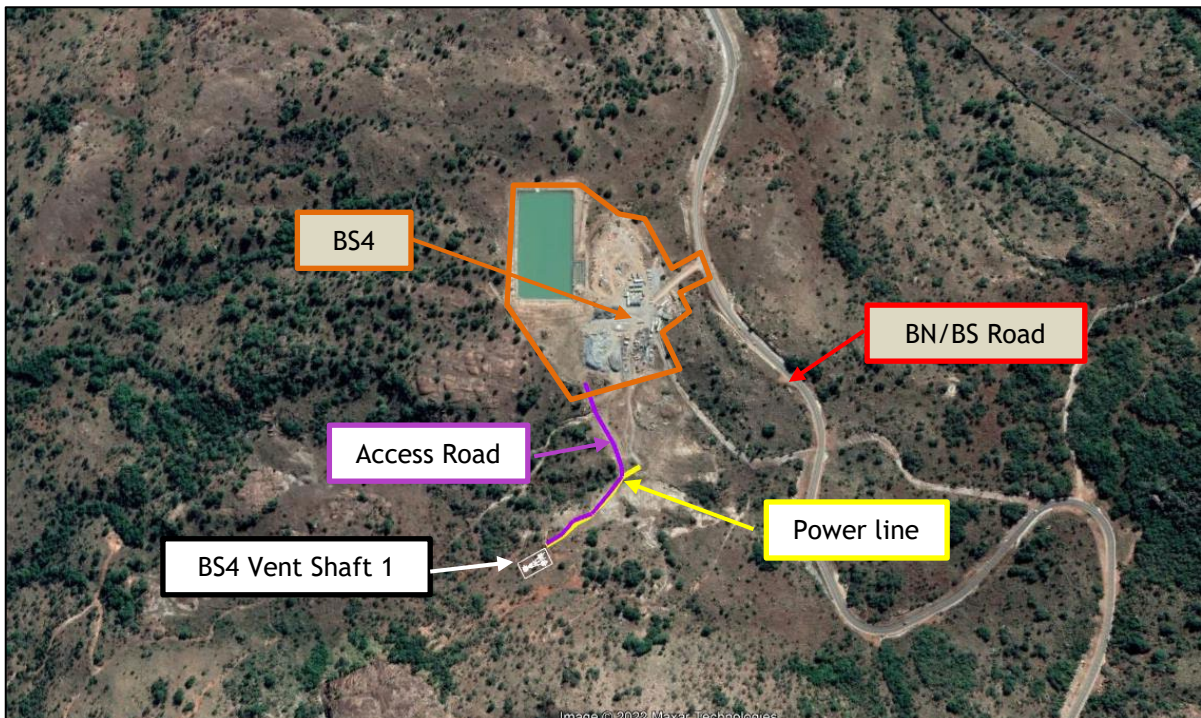 BS4
BN/BS Road
Access Road
Power line
BS4 Vent Shaft 1
Image © 2022 Maxar Technologies